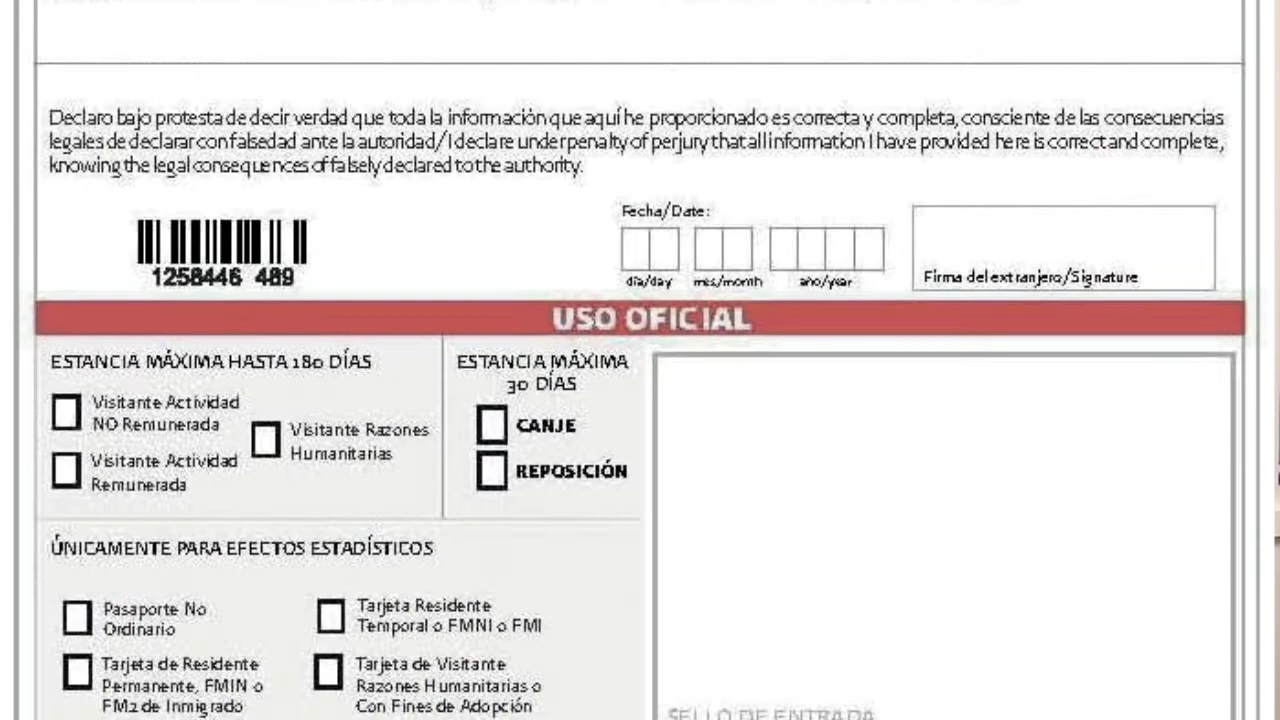 Declaro bajo protesta de decir verdad que toda la información que aquí he proporcionado es correcta y completa, consciente de las consecuencias
legales de declarar con falsedad ante la autoridad/I declare under penalty of perjury that all information I have provided here is correct and complete,
knowing the legal consequences of falsely declared to the authority.
Fecha/Date:
1258446 489
día/day mes/month año/year
Firma del extranjero/Signature
USO OFICIAL
ESTANCIA MÁXIMA HASTA 180 DÍAS
Visitante Actividad
NO Remunerada
Visitante Razones
Humanitarias
Visitante Actividad
Remunerada
ESTANCIA MÁXIMA
30 DÍAS
CANJE
REPOSICIÓN
ÚNICAMENTE PARA EFECTOS ESTADÍSTICOS
Pasaporte No
Ordinario
Tarjeta Residente
Temporal o FMNI o FMI
Tarjeta de Residente
Permanente, FMIN o
FM2 de Inmigrado
Tarjeta de Visitante
Razones Humanitarias o
Con Fines de Adopción
SELLO DE ENTRADA